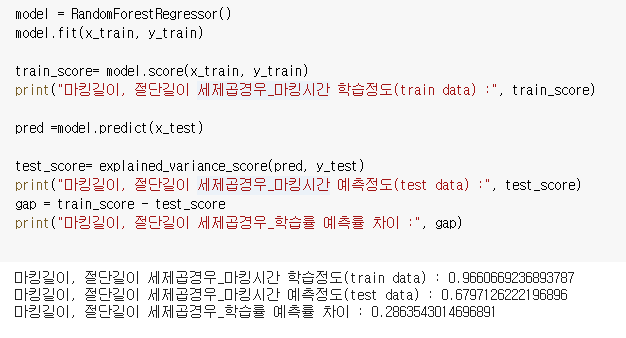 model = RandomForestRegressor()
model.fit(x_train, y_train)
train_score= model.score(x_train, y_train)
print("마킹길이, 절단길이 세제곱경우_마킹시간 학습정도(train data) :", train_score)
pred =model.predict(x_test)
test_score= explained_variance_score(pred, y_test)
print("마킹길이, 절단길이 세제곱경우_마킹시간 예측정도(test data) :", test_score)
gap = train_score - test_score
print("마킹길이, 절단길이 세제곱경우_학습률 예측률 차이 :", gap)
마킹길이, 절단길이 세제곱경우_마킹시간 학습정도(train data) : 0.9660669236893787
마킹길이, 절단길이 세제곱경우_마킹시간 예측정도(test data) : 0.6797126222196896
마킹길이, 절단길이 세제곱경우_학습률 예측률 차이 : 0.2863543014696891